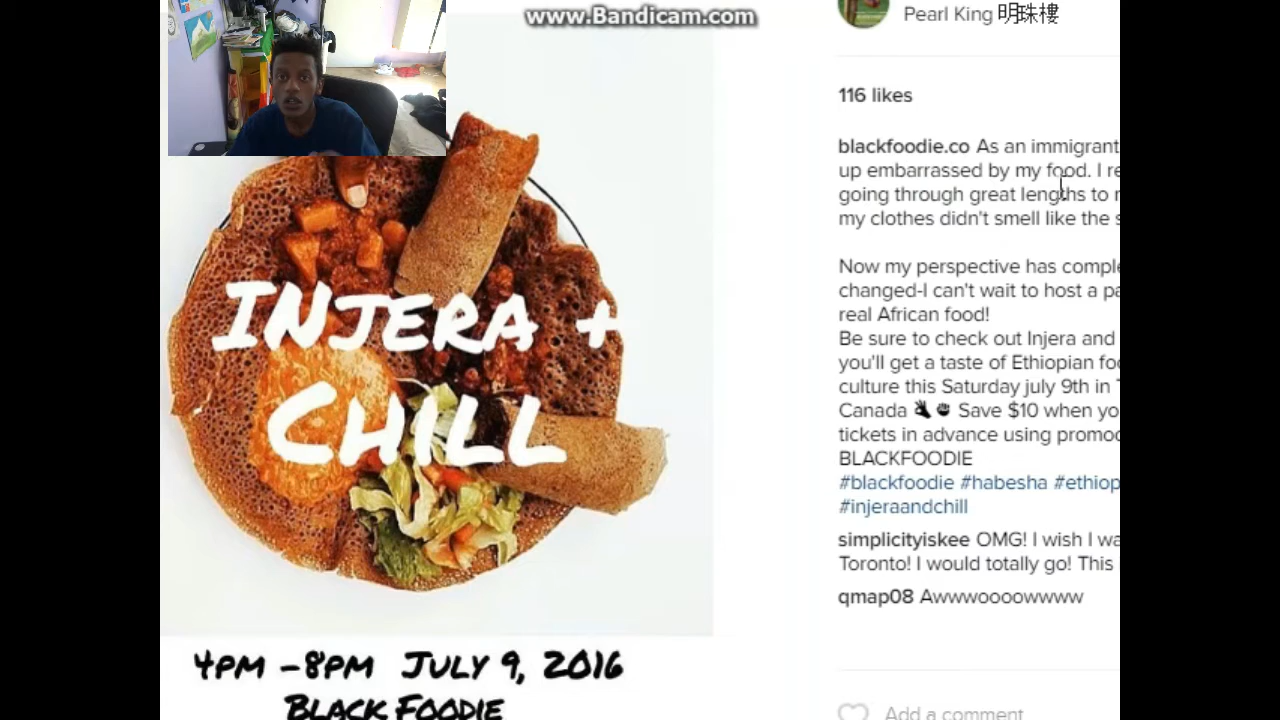 www.Bandicam.com
Pearl King 明珠樓
116 likes
blackfoodie.co As an immigrant
up embarrassed by my food. I re
going through great lengths to
my clothes didn't smell like the s
Now my perspective has comple
changed-I can't wait to host a pa
real African food!
Be sure to check out Injera and
you'll get a taste of Ethiopian fo
culture this Saturday july 9th in T
Canada Save $10 when yo
tickets in advance using promoc
BLACKFOODIE
#blackfoodie #habesha #ethiop
#injeraandchill
simplicityiskee OMG! I wish I wa
Toronto! I would totally go! This
qmap08 Awwwoooowwww
Add a comment
INJERA +
CHILL
4PM -8PM JULY 9, 2016
BLACK FOODIE